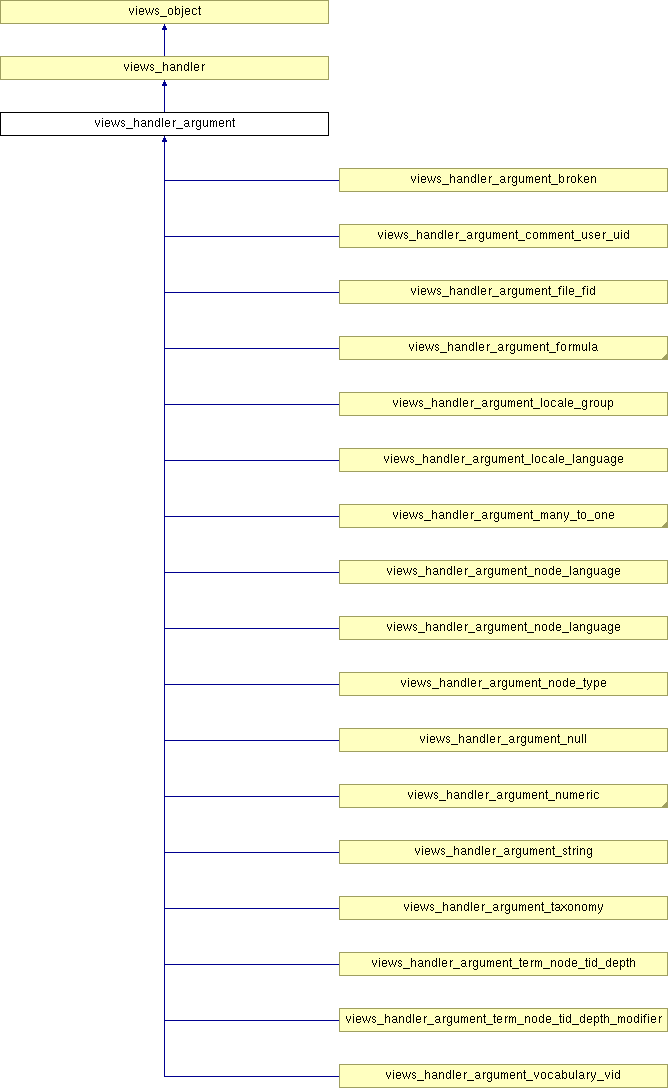 views_object
views_handler
views_handler_argument
views_handler_argument_broken
views_handler_argument_comment_user_uid
views_handler_argument_file_fid
views_handler_argument_formula
views_handler_argument_locale_group
views_handler_argument_locale_language
views_handler_argument_many_to_one
views_handler_argument_node_language
views_handler_argument_node_language
views_handler_argument_node_type
views_handler_argument_null
views_handler_argument_numeric
views_handler_argument_string
views_handler_argument_taxonomy
views_handler_argument_term_node_tid_depth
views_handler_argument_term_node_tid_depth_modifier
views_handler_argument_vocabulary_vid